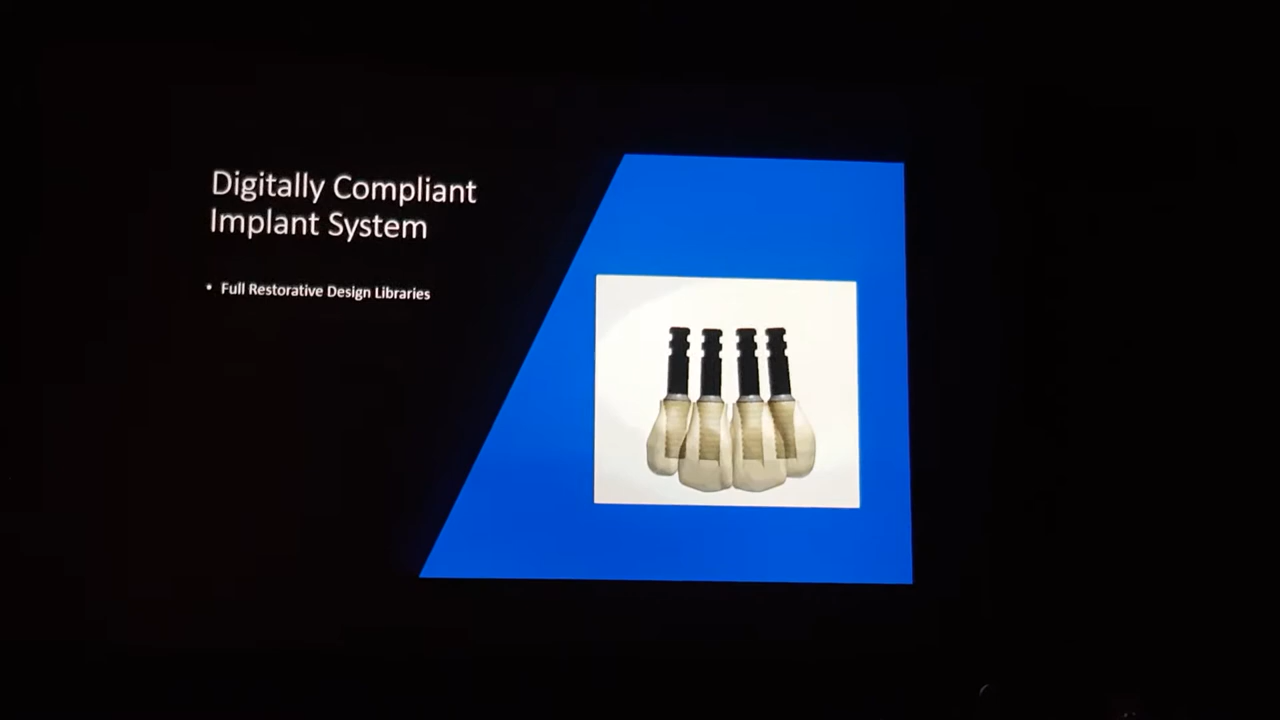 Digitally Compliant
Implant System
• Full Restorative Design Libraries